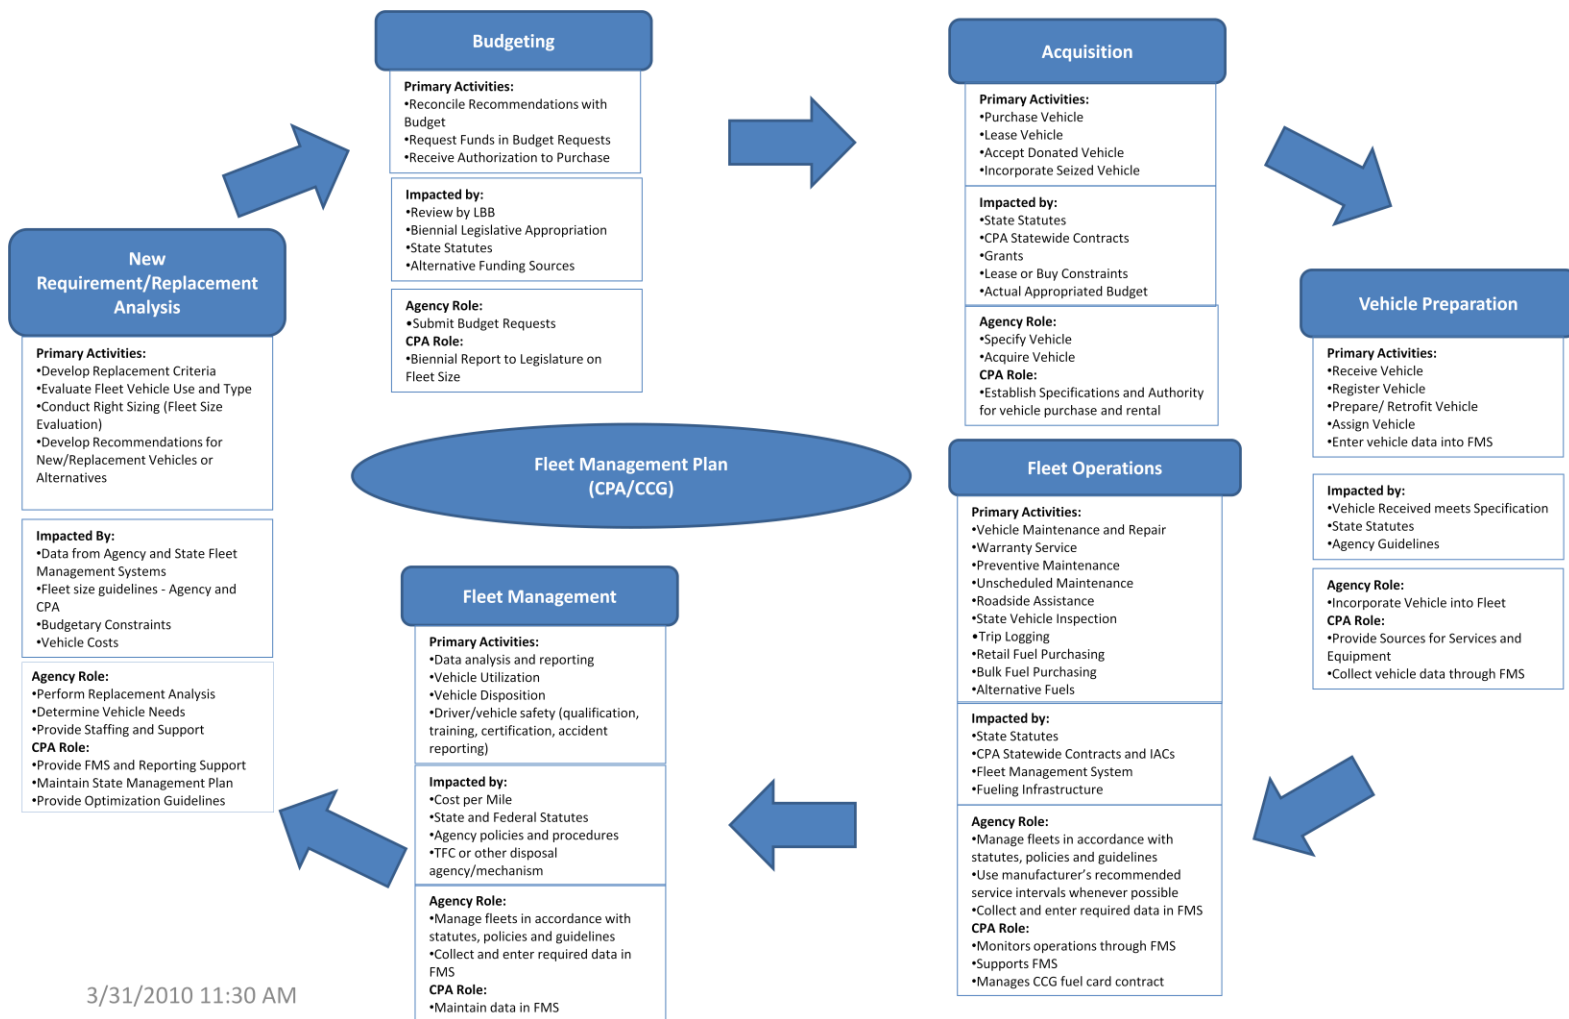 Budgeting
Primary Activities:
•Reconcile Recommendations with
Budget
•Request Funds in Budget Requests
•Receive Authorization to Purchase
Impacted by:
•Review by LBB
•Biennial Legislative Appropriation
•State Statutes
•Alternative Funding Sources
Agency Role:
•Submit Budget Requests
CPA Role:
•Biennial Report to Legislature on
Fleet Size
Acquisition
Primary Activities:
•Purchase Vehicle
•Lease Vehicle
•Accept Donated Vehicle
•Incorporate Seized Vehicle
Impacted by:
•State Statutes
•CPA Statewide Contracts
•Grants
•Lease or Buy Constraints
•Actual Appropriated Budget
Agency Role:
•Specify Vehicle
•Acquire Vehicle
CPA Role:
•Establish Specifications and Authority
for vehicle purchase and rental
Vehicle Preparation
Primary Activities:
•Receive Vehicle
•Register Vehicle
•Prepare/ Retrofit Vehicle
•Assign Vehicle
•Enter vehicle data into FMS
Impacted by:
•Vehicle Received meets Specification
•State Statutes
•Agency Guidelines
Agency Role:
•Incorporate Vehicle into Fleet
CPA Role:
•Provide Sources for Services and
Equipment
•Collect vehicle data through FMS
Fleet Operations
Primary Activities:
•Vehicle Maintenance and Repair
•Warranty Service
•Preventive Maintenance
•Unscheduled Maintenance
•Roadside Assistance
•State Vehicle Inspection
•Trip Logging
•Retail Fuel Purchasing
•Bulk Fuel Purchasing
•Alternative Fuels
Impacted by:
•State Statutes
•CPA Statewide Contracts and IACs
•Fleet Management System
•Fueling Infrastructure
Agency Role:
•Manage fleets in accordance with
statutes, policies and guidelines
•Use manufacturer's recommended
service intervals whenever possible
•Collect and enter required data in FMS
CPA Role:
•Monitors operations through FMS
•Supports FMS
•Manages CCG fuel card contract
Fleet Management
Primary Activities:
•Data analysis and reporting
•Vehicle Utilization
•Vehicle Disposition
•Driver/vehicle safety (qualification,
training, certification, accident
reporting)
Impacted by:
•Cost per Mile
•State and Federal Statutes
•Agency policies and procedures
•TFC or other disposal
agency/mechanism
Agency Role:
•Manage fleets in accordance with
statutes, policies and guidelines
•Collect and enter required data in
FMS
CPA Role:
•Maintain data in FMS
New
Requirement/Replacement
Analysis
Primary Activities:
•Develop Replacement Criteria
•Evaluate Fleet Vehicle Use and Type
•Conduct Right Sizing (Fleet Size
Evaluation)
•Develop Recommendations for
New/Replacement Vehicles or
Alternatives
Impacted By:
•Data from Agency and State Fleet
Management Systems
•Fleet size guidelines - Agency and
CPA
•Budgetary Constraints
•Vehicle Costs
Agency Role:
•Perform Replacement Analysis
•Determine Vehicle Needs
•Provide Staffing and Support
CPA Role:
•Provide FMS and Reporting Support
•Maintain State Management Plan
•Provide Optimization Guidelines
Fleet Management Plan
(CPA/CCG)
3/31/2010 11:30 AM